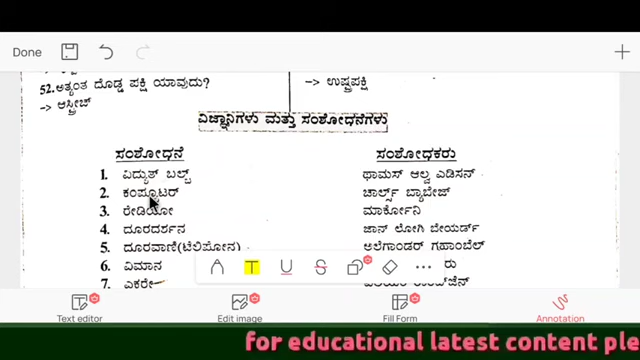 Done
52.ಅತ್ಯಂತ ದೊಡ್ಡ ಪಕ್ಷಿ ಯಾವುದು?
-> ಆಸ್ಟ್ರೀಚ್
-> ಉಷ್ಟ್ರಪಕ್ಷಿ
ವಿಜ್ಞಾನಿಗಳು ಮತ್ತು ಸಂಶೋಧನೆಗಳು
ಸಂಶೋಧನೆ ಸಂಶೋಧಕರು
1. ವಿದ್ಯುತ್ ಬಲ್ಬ್ ಥಾಮಸ್ ಆಲ್ವ ಎಡಿಸನ್
2. ಕಂಪ್ಯೂಟರ್ ಚಾರ್ಲ್ಸ್ ಬ್ಯಾಬೇಜ್
3. ರೇಡಿಯೋ ಮಾರ್ಕೋನಿ
4. ದೂರದರ್ಶನ ಜಾನ್ ಲೋಗಿ ಬೇಯರ್ಡ್
5. ದೂರವಾಣಿ(ಟೆಲಿಫೋನ) ಅಲೆಗಾಂಡರ್ ಗ್ರಹಾಂಬೆಲ್
6. ವಿಮಾನ ರು
7. ಎಕರೇ
Text editor Edit image Fill Form Annotation
for educational latest content ple